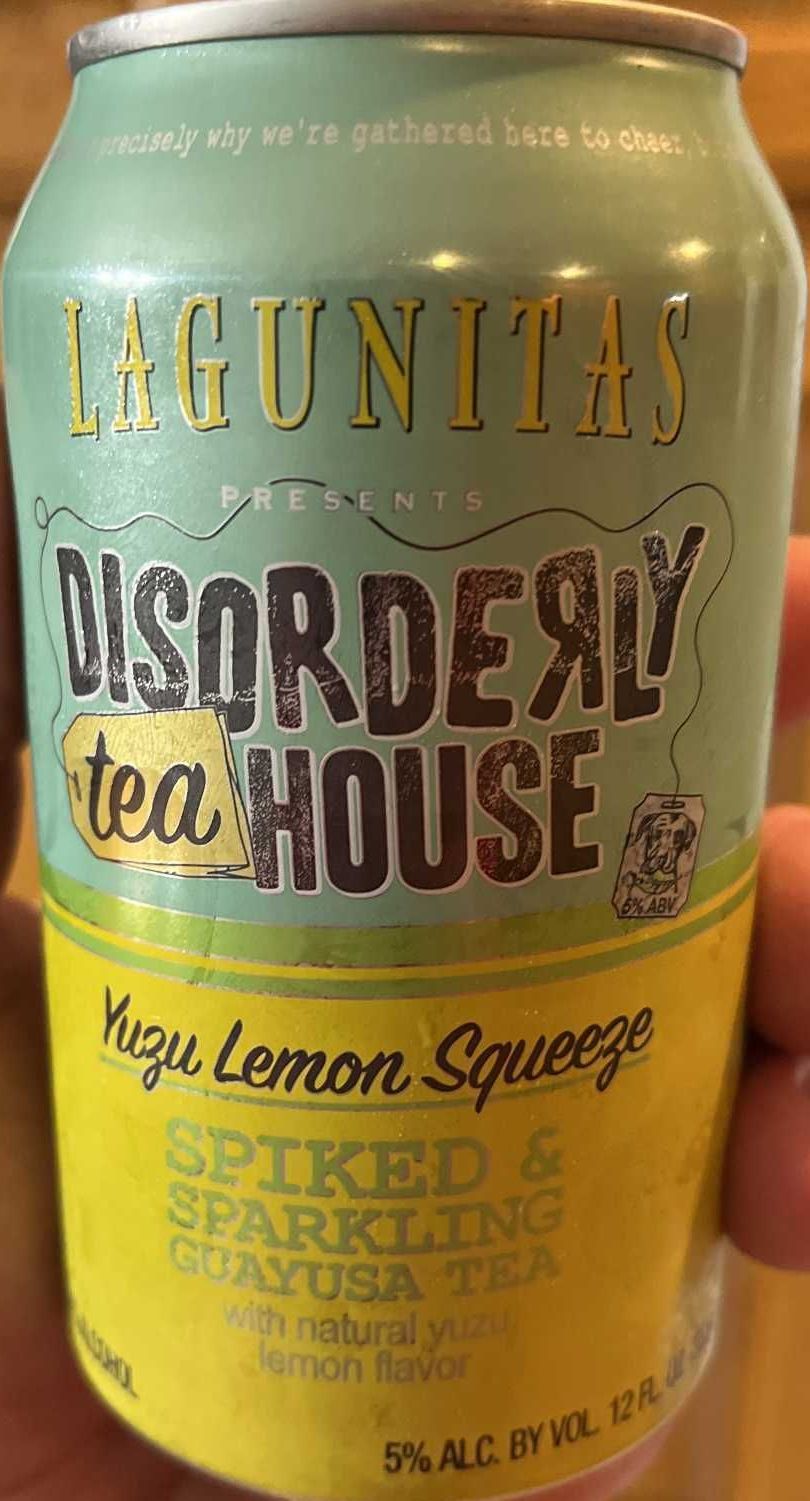 precisely why we're gathered here to cheer,
LAGUNITAS
PRESENTS
DISORDERLY
tea HOUSE
5% ABV
Yuzu Lemon Squeeze
SPIKED &
SPARKLING
GUAYUSA TEA
with natural yuzu
lemon flavor
ALCOHOL
5% ALC. BY VOL. 12 FL. OZ.